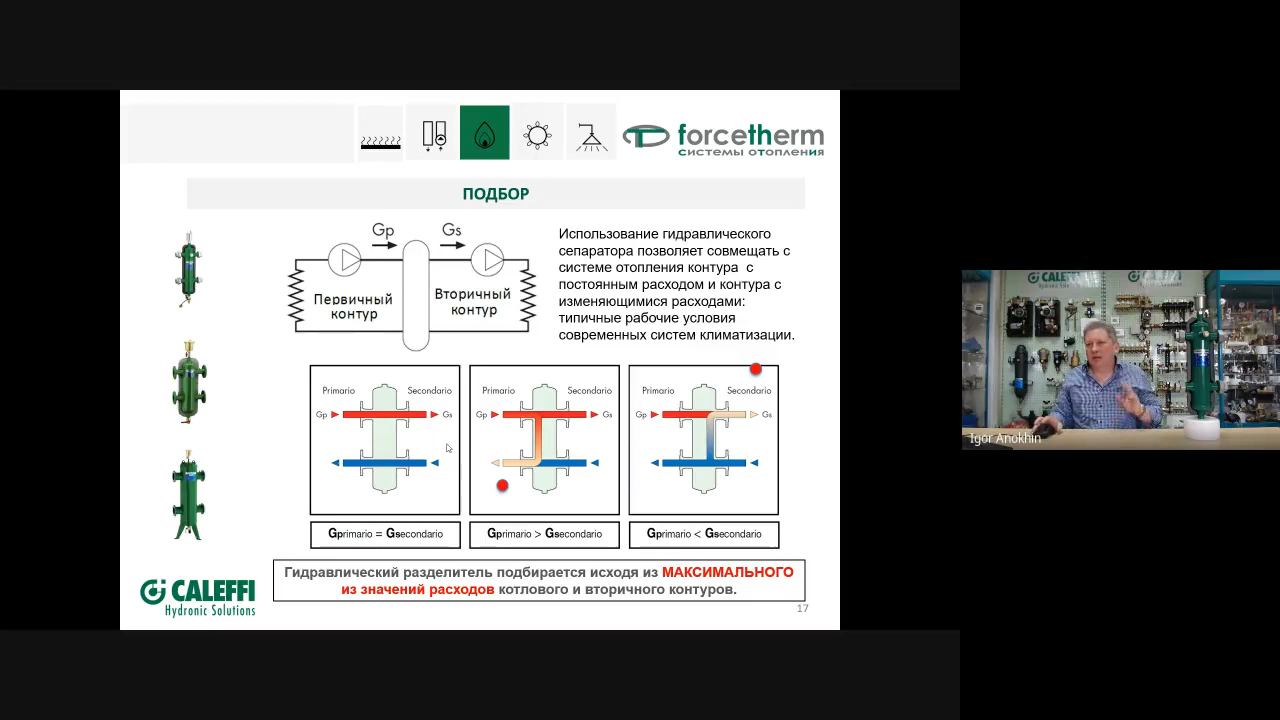 forcetherm
системы отопления
ПОДБОР
Gp
Gs
Первичный
контур
Вторичный
контур
Использование гидравлического
сепаратора позволяет совмещать с
системе отопления контура с
постоянным расходом и контура с
изменяющимися расходами:
типичные рабочие условия
современных систем климатизации.
Primario Secondario
Gp Gs
Primario Secondario
Gp Gs
Primario Secondario
Gp Gs
Gprimario = Gsecondario
Gprimario > Gsecondario
Gprimario < Gsecondario
Гидравлический разделитель подбирается исходя из МАКСИМАЛЬНОГО
из значений расходов котлового и вторичного контуров.
CALEFFI
Hydronic Solutions
17
CALEFFI
CALEFFI
Igor Anokhin